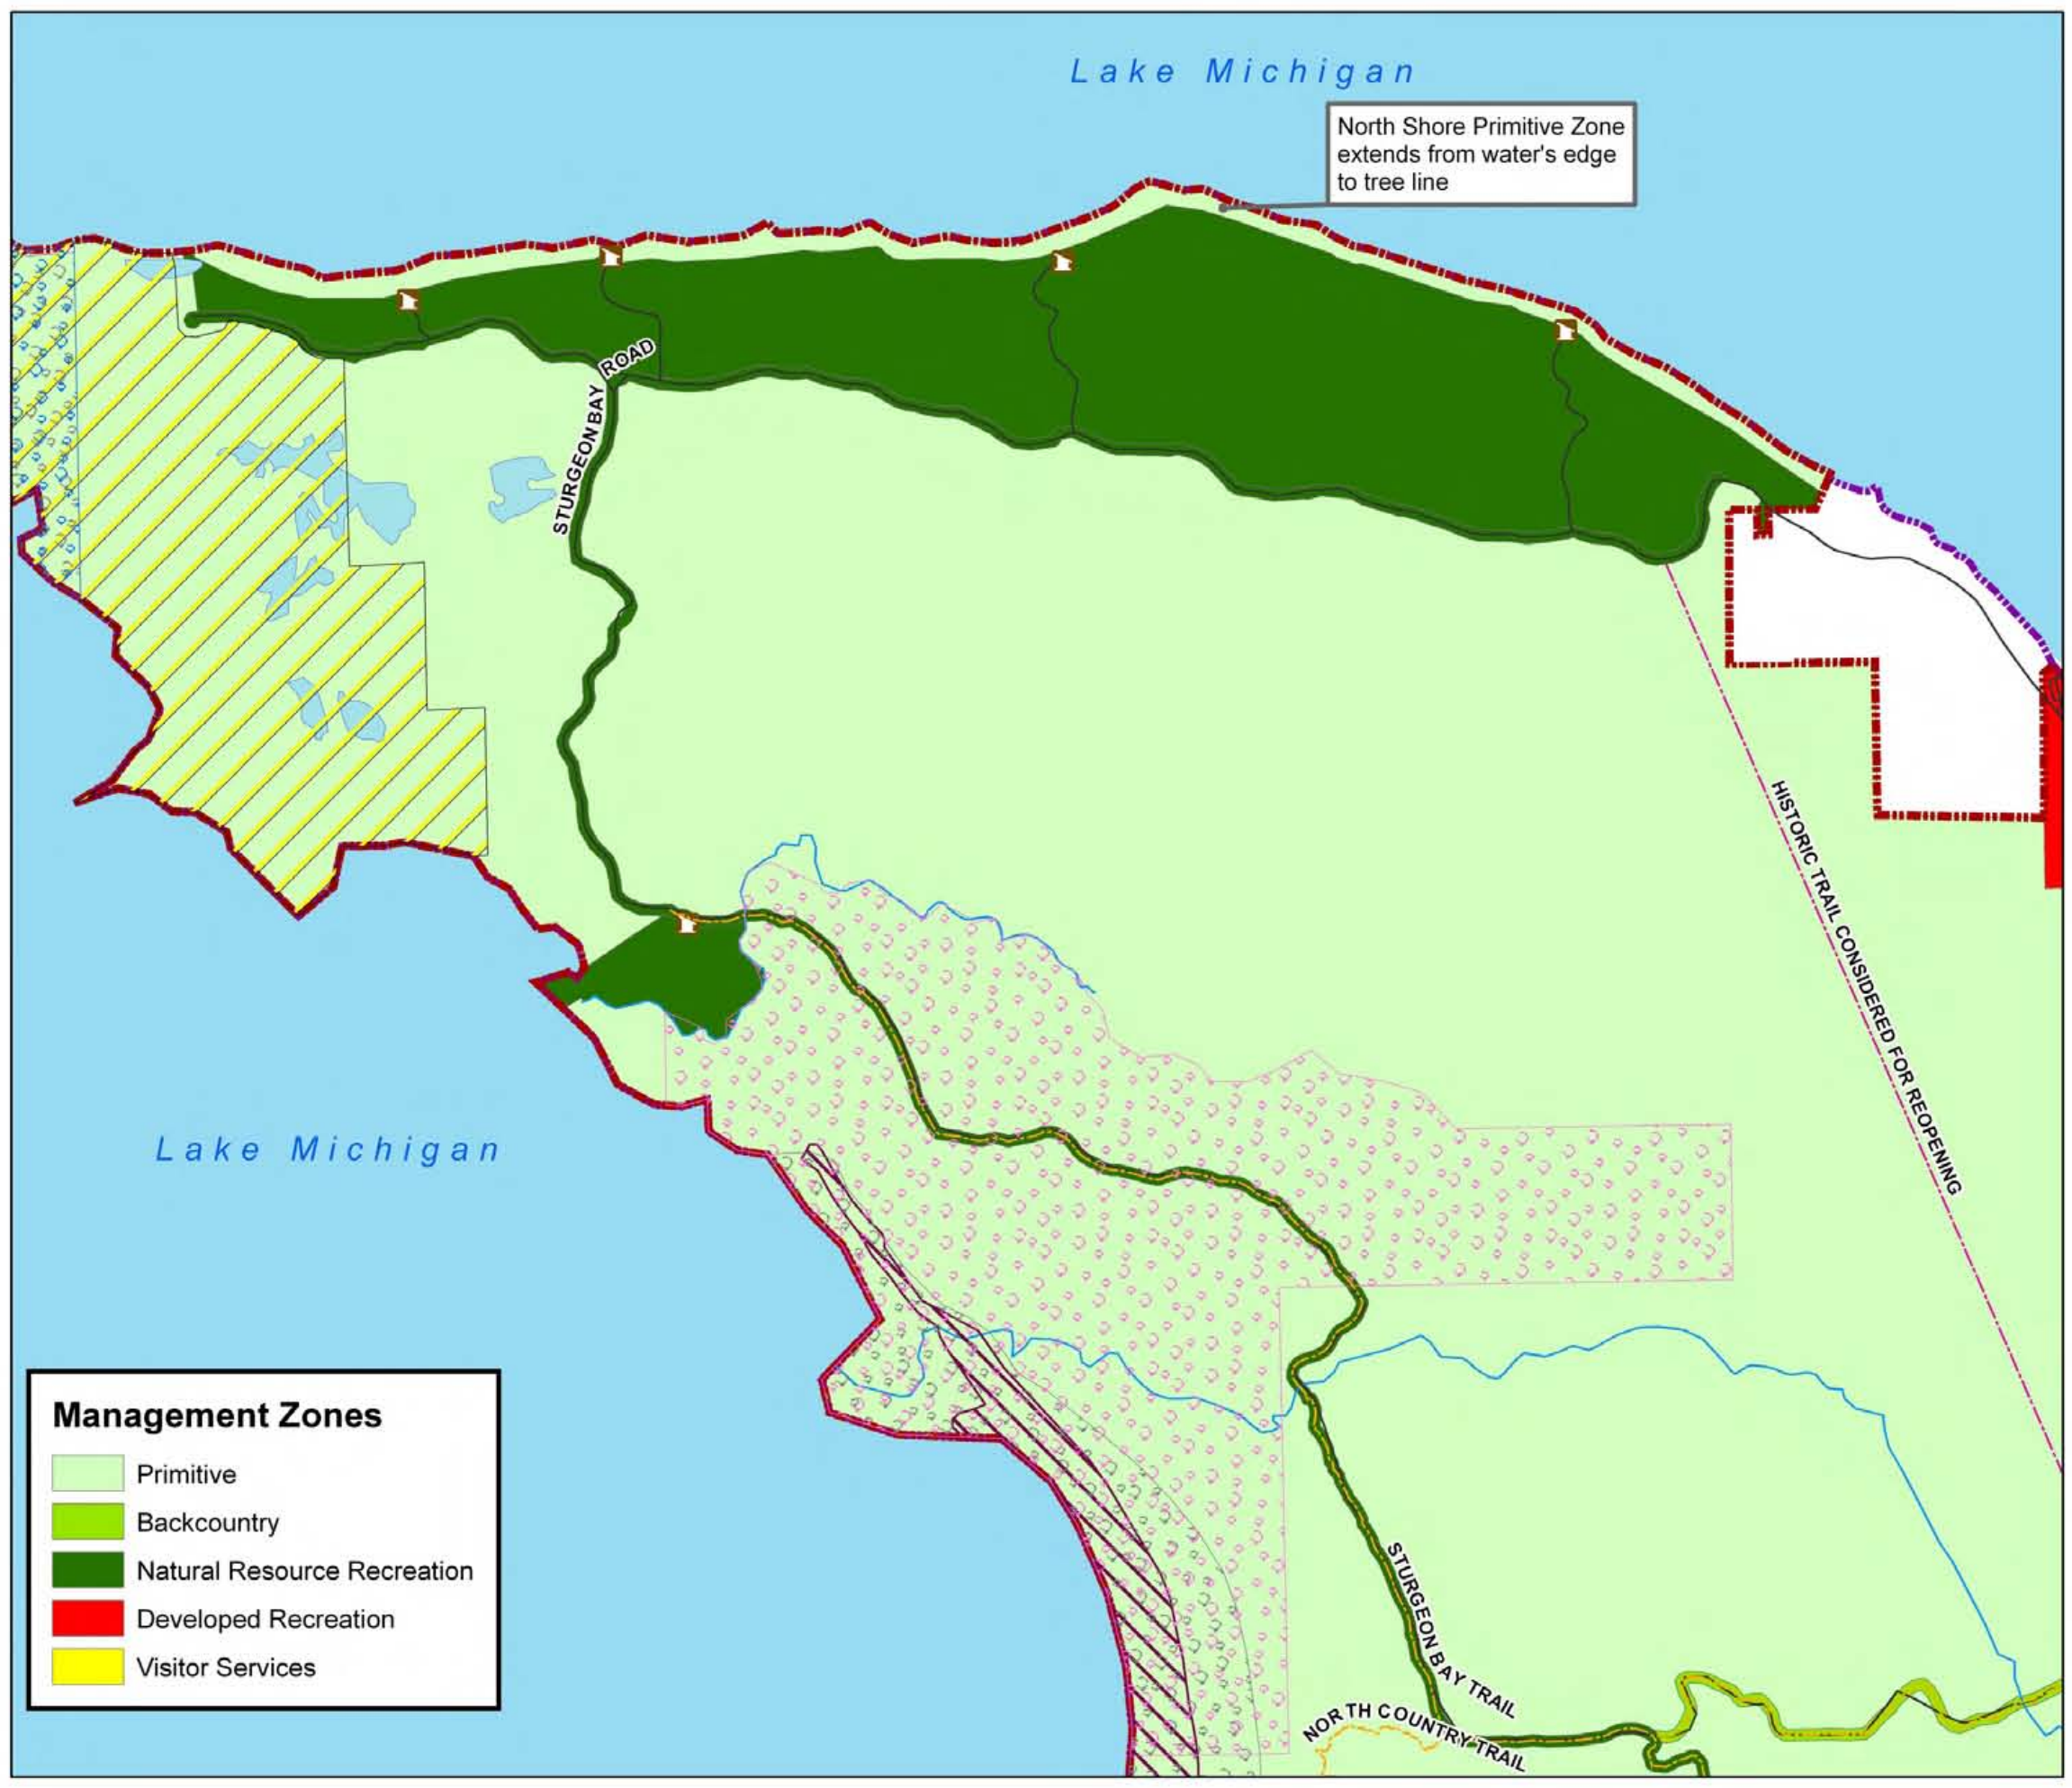 Lake Michigan
North Shore Primitive Zone
extends from water's edge
to tree line
STURGEON BAY ROAD
HISTORIC TRAIL CONSIDERED FOR REOPENING
Lake Michigan
Management Zones
Primitive
Backcountry
Natural Resource Recreation
Developed Recreation
Visitor Services
STURGEON BAY TRAIL
NORTH COUNTRY TRAIL